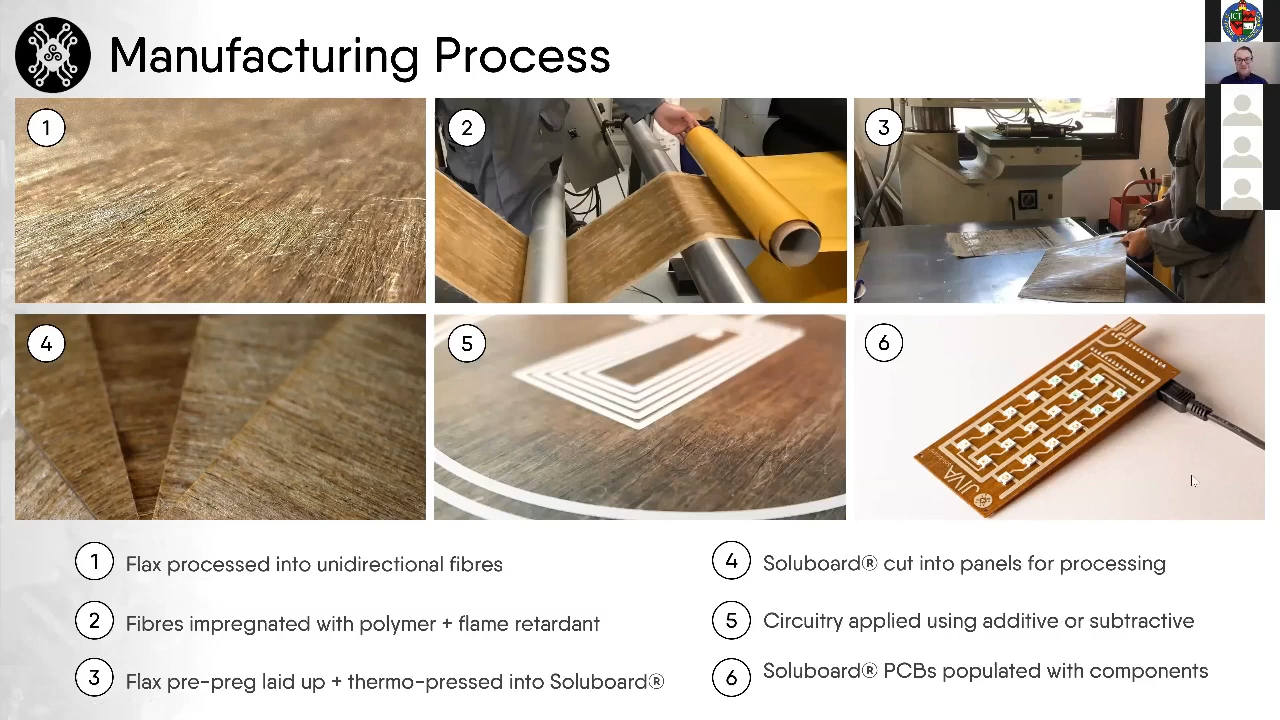 Manufacturing Process
1
2
3
4
5
6
JIVA
ICT
1 Flax processed into unidirectional fibres
2 Fibres impregnated with polymer + flame retardant
3 Flax pre-preg laid up + thermo-pressed into Soluboard®
4 Soluboard® cut into panels for processing
5 Circuitry applied using additive or subtractive
6 Soluboard® PCBs populated with components